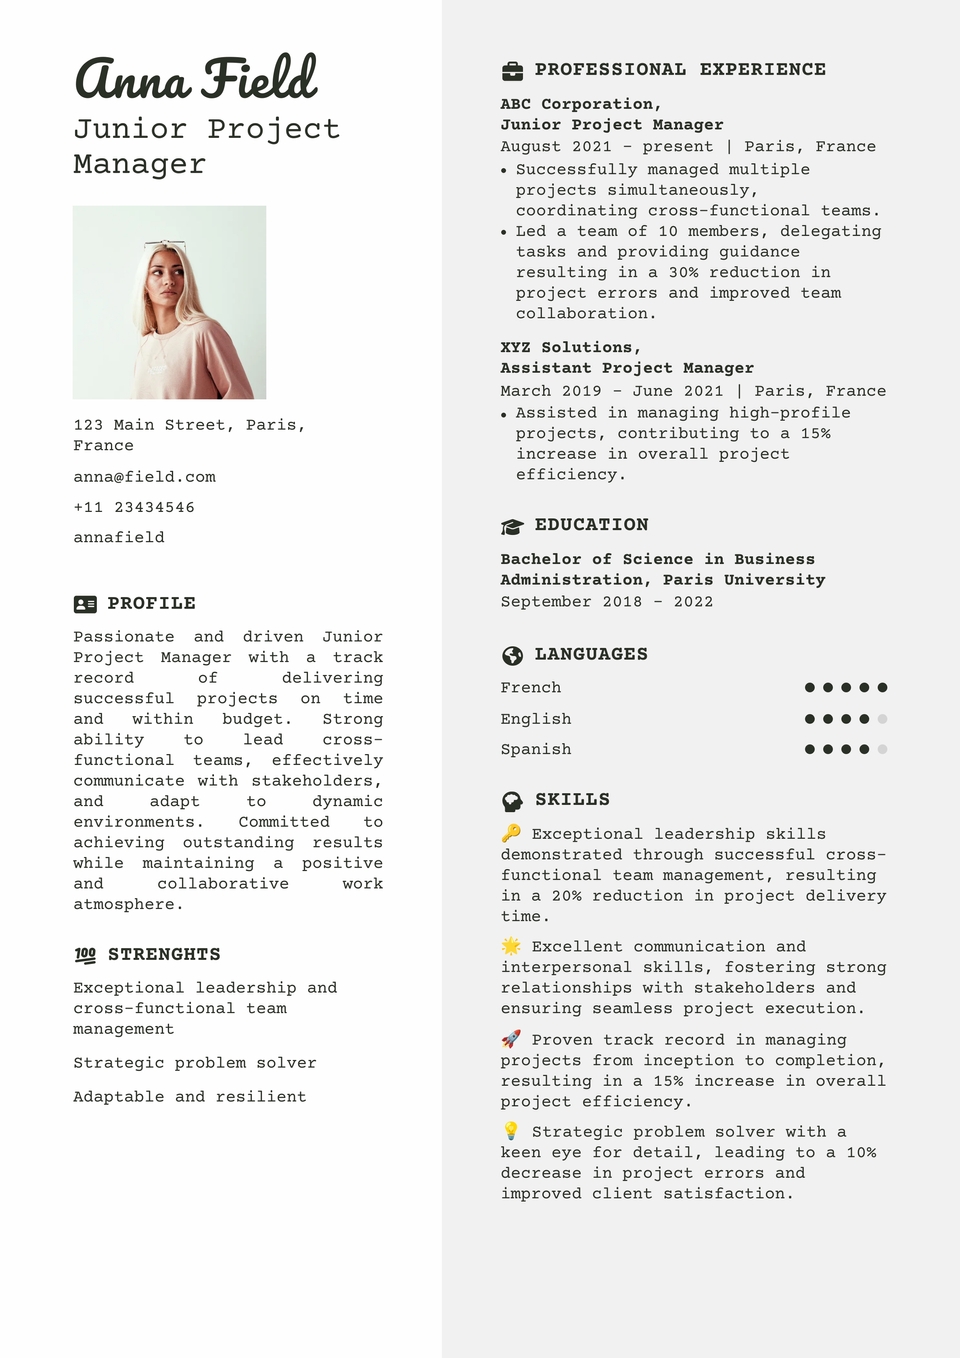 Anna Field
Junior Project
Manager
123 Main Street, Paris,
France
anna@field.com
+11 23434546
annafield
PROFILE
Passionate and driven Junior
Project Manager with a track
record of delivering
successful projects on time
and within budget. Strong
ability to lead cross-
functional teams, effectively
communicate with stakeholders,
and adapt to dynamic
environments. Committed to
achieving outstanding results
while maintaining a positive
and collaborative work
atmosphere.
100 STRENGHTS
Exceptional leadership and
cross-functional team
management
Strategic problem solver
Adaptable and resilient
PROFESSIONAL EXPERIENCE
ABC Corporation,
Junior Project Manager
August 2021 – present | Paris, France
• Successfully managed multiple
projects simultaneously,
coordinating cross-functional teams.
• Led a team of 10 members, delegating
tasks and providing guidance
resulting in a 30% reduction in
project errors and improved team
collaboration.
XYZ Solutions,
Assistant Project Manager
March 2019 – June 2021 | Paris, France
• Assisted in managing high-profile
projects, contributing to a 15%
increase in overall project
efficiency.
EDUCATION
Bachelor of Science in Business
Administration, Paris University
September 2018 – 2022
LANGUAGES
French
English
Spanish
SKILLS
🔑 Exceptional leadership skills
demonstrated through successful cross-
functional team management, resulting
in a 20% reduction in project delivery
time.
🌟 Excellent communication and
interpersonal skills, fostering strong
relationships with stakeholders and
ensuring seamless project execution.
🚀 Proven track record in managing
projects from inception to completion,
resulting in a 15% increase in overall
project efficiency.
💡 Strategic problem solver with a
keen eye for detail, leading to a 10%
decrease in project errors and
improved client satisfaction.